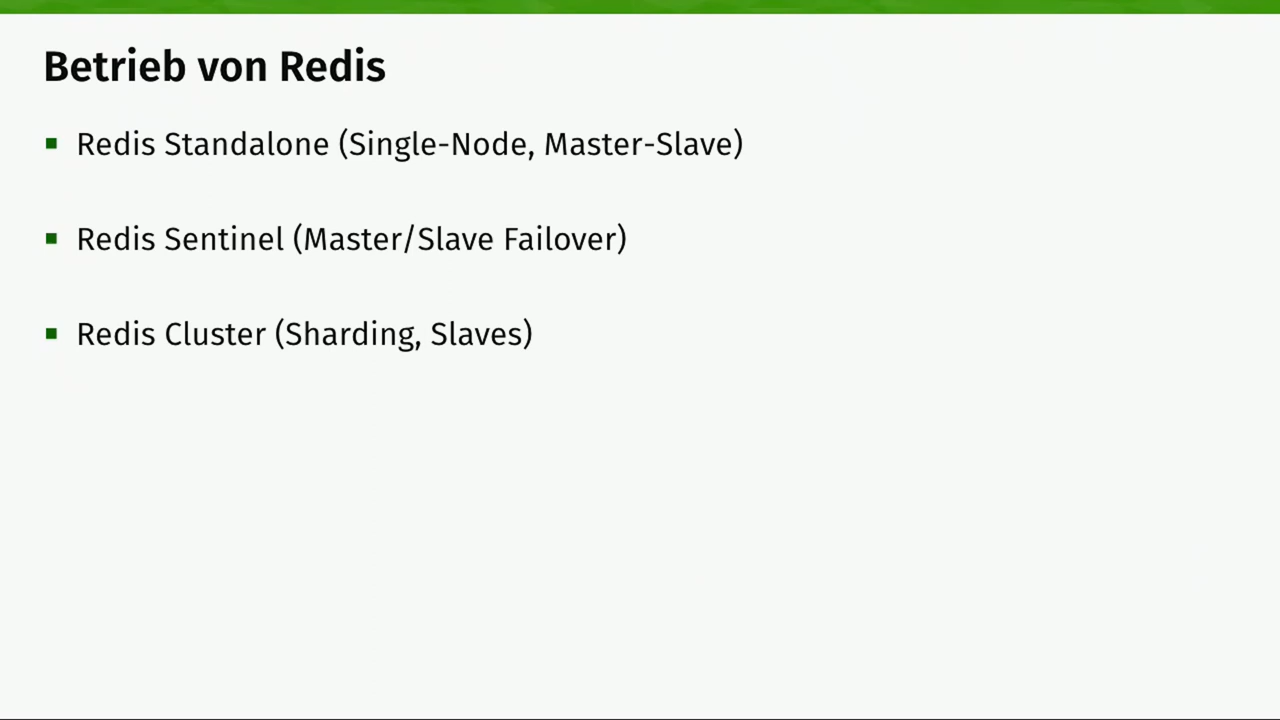 Betrieb von Redis
Redis Standalone (Single-Node, Master-Slave)
Redis Sentinel (Master/Slave Failover)
Redis Cluster (Sharding, Slaves)